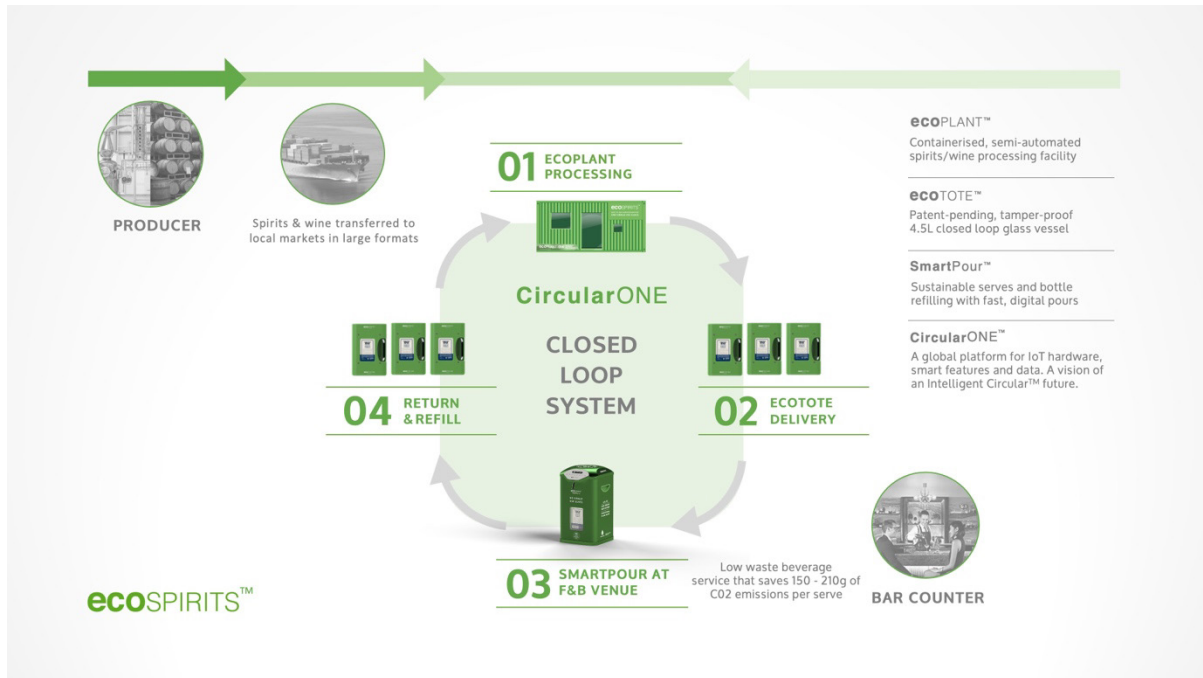 PRODUCER
Spirits & wine transferred to
local markets in large formats
01 ECOPLANT
PROCESSING
ecoSPIRITS
CircularONE
CLOSED
LOOP
SYSTEM
02 ECOTOTE
DELIVERY
03 SMARTPOUR AT
F&B VENUE
04 RETURN
& REFILL
Low waste beverage
service that saves 150 - 210g of
C02 emissions per serve
BAR COUNTER
ecoPLANT™
Containerised, semi-automated
spirits/wine processing facility
ecoTOTE™
Patent-pending, tamper-proof
4.5L closed loop glass vessel
SmartPour™
Sustainable serves and bottle
refilling with fast, digital pours
CircularONE™
A global platform for IoT hardware,
smart features and data. A vision of
an Intelligent Circular™ future.
ecoSPIRITS™